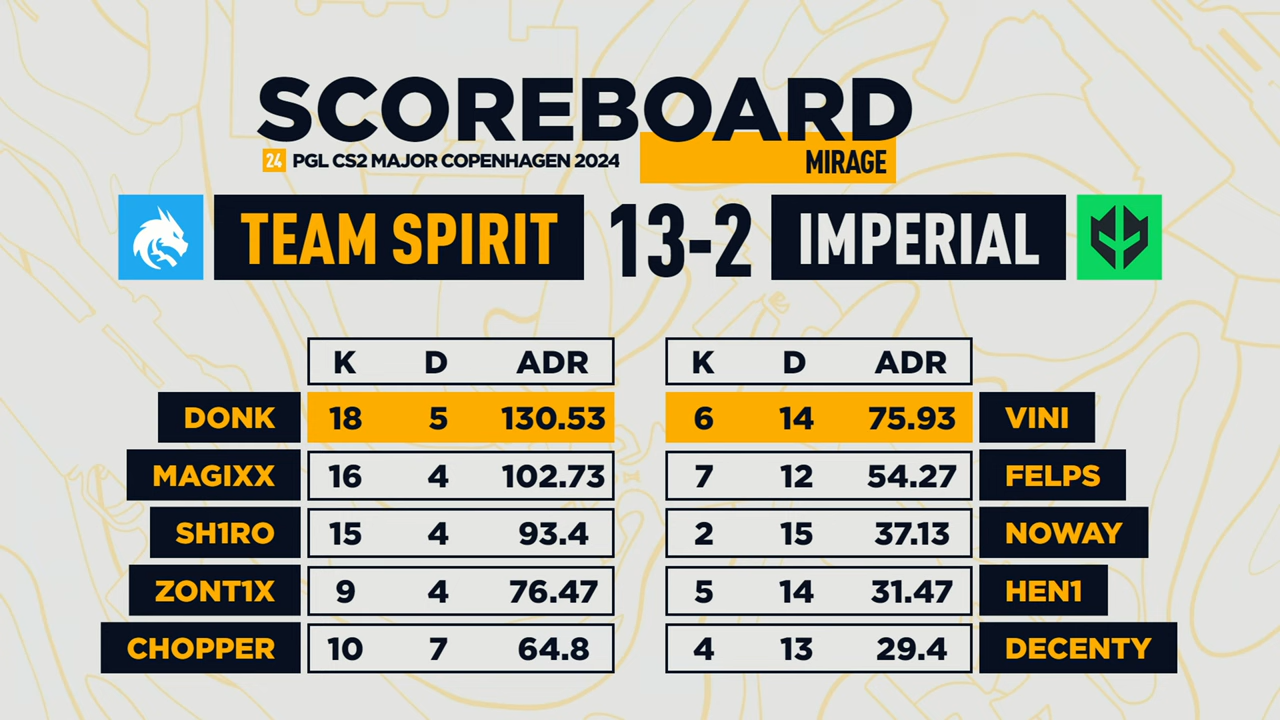 SCOREBOARD
24 PGL CS2 MAJOR COPENHAGEN 2024
MIRAGE
TEAM SPIRIT 13-2 IMPERIAL
K D ADR K D ADR
DONK 18 5 130.53 6 14 75.93 VINI
MAGIXX 16 4 102.73 7 12 54.27 FELPS
SH1RO 15 4 93.4 2 15 37.13 NOWAY
ZONT1X 9 4 76.47 5 14 31.47 HEN1
CHOPPER 10 7 64.8 4 13 29.4 DECENTY